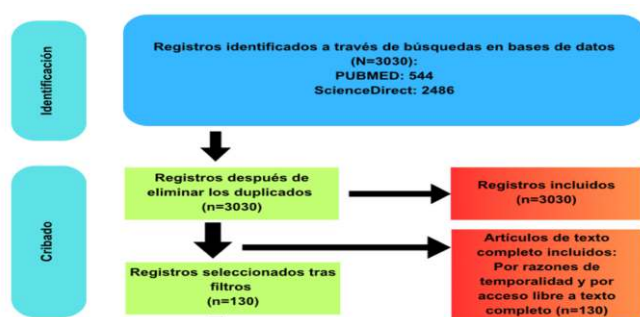 Identificación
Registros identificados a través de búsquedas en bases de datos
(N=3030):
PUBMED: 544
ScienceDirect: 2486
Cribado
Registros después de
eliminar los duplicados
(n=3030)
Registros incluidos
(n=3030)
Registros seleccionados tras
filtros
(n=130)
Artículos de texto
completo incluidos:
Por razones de
temporalidad y por
acceso libre a texto
completo (n=130)